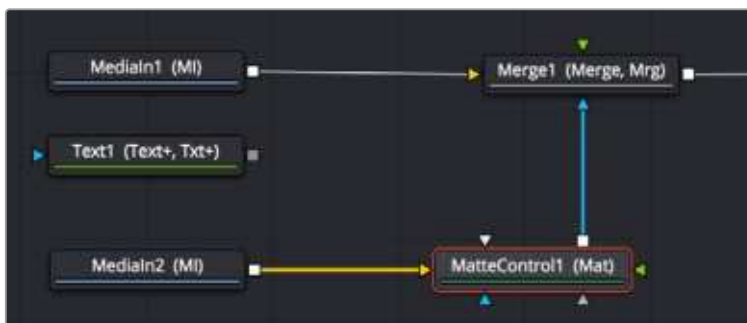 MediaIn1 (MI)
Merge1 (Merge, Mrg)
Text1 (Text+, Txt+)
MediaIn2 (MI)
MatteControl1 (Mat)